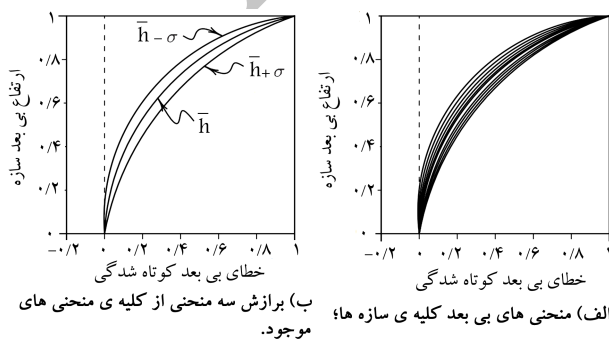 ۱
۰/۸
۰/۶
۰/۴
۰/۲
۰
ارتفاع بی بعد سازه
h̄ - σ
h̄ + σ
h̄
-۰/۲ ۰ ۰/۲ ۰/۴ ۰/۶ ۰/۸ ۱
خطای بی بعد کوتاه شدگی
ب) برازش سه منحنی از کلیه ی منحنی های
موجود.
۱
۰/۸
۰/۶
۰/۴
۰/۲
۰
ارتفاع بی بعد سازه
-۰/۲ ۰ ۰/۲ ۰/۴ ۰/۶ ۰/۸
خطای بی بعد کوتاه شدگی
الف) منحنی های بی بعد کلیه ی سازه ها؛